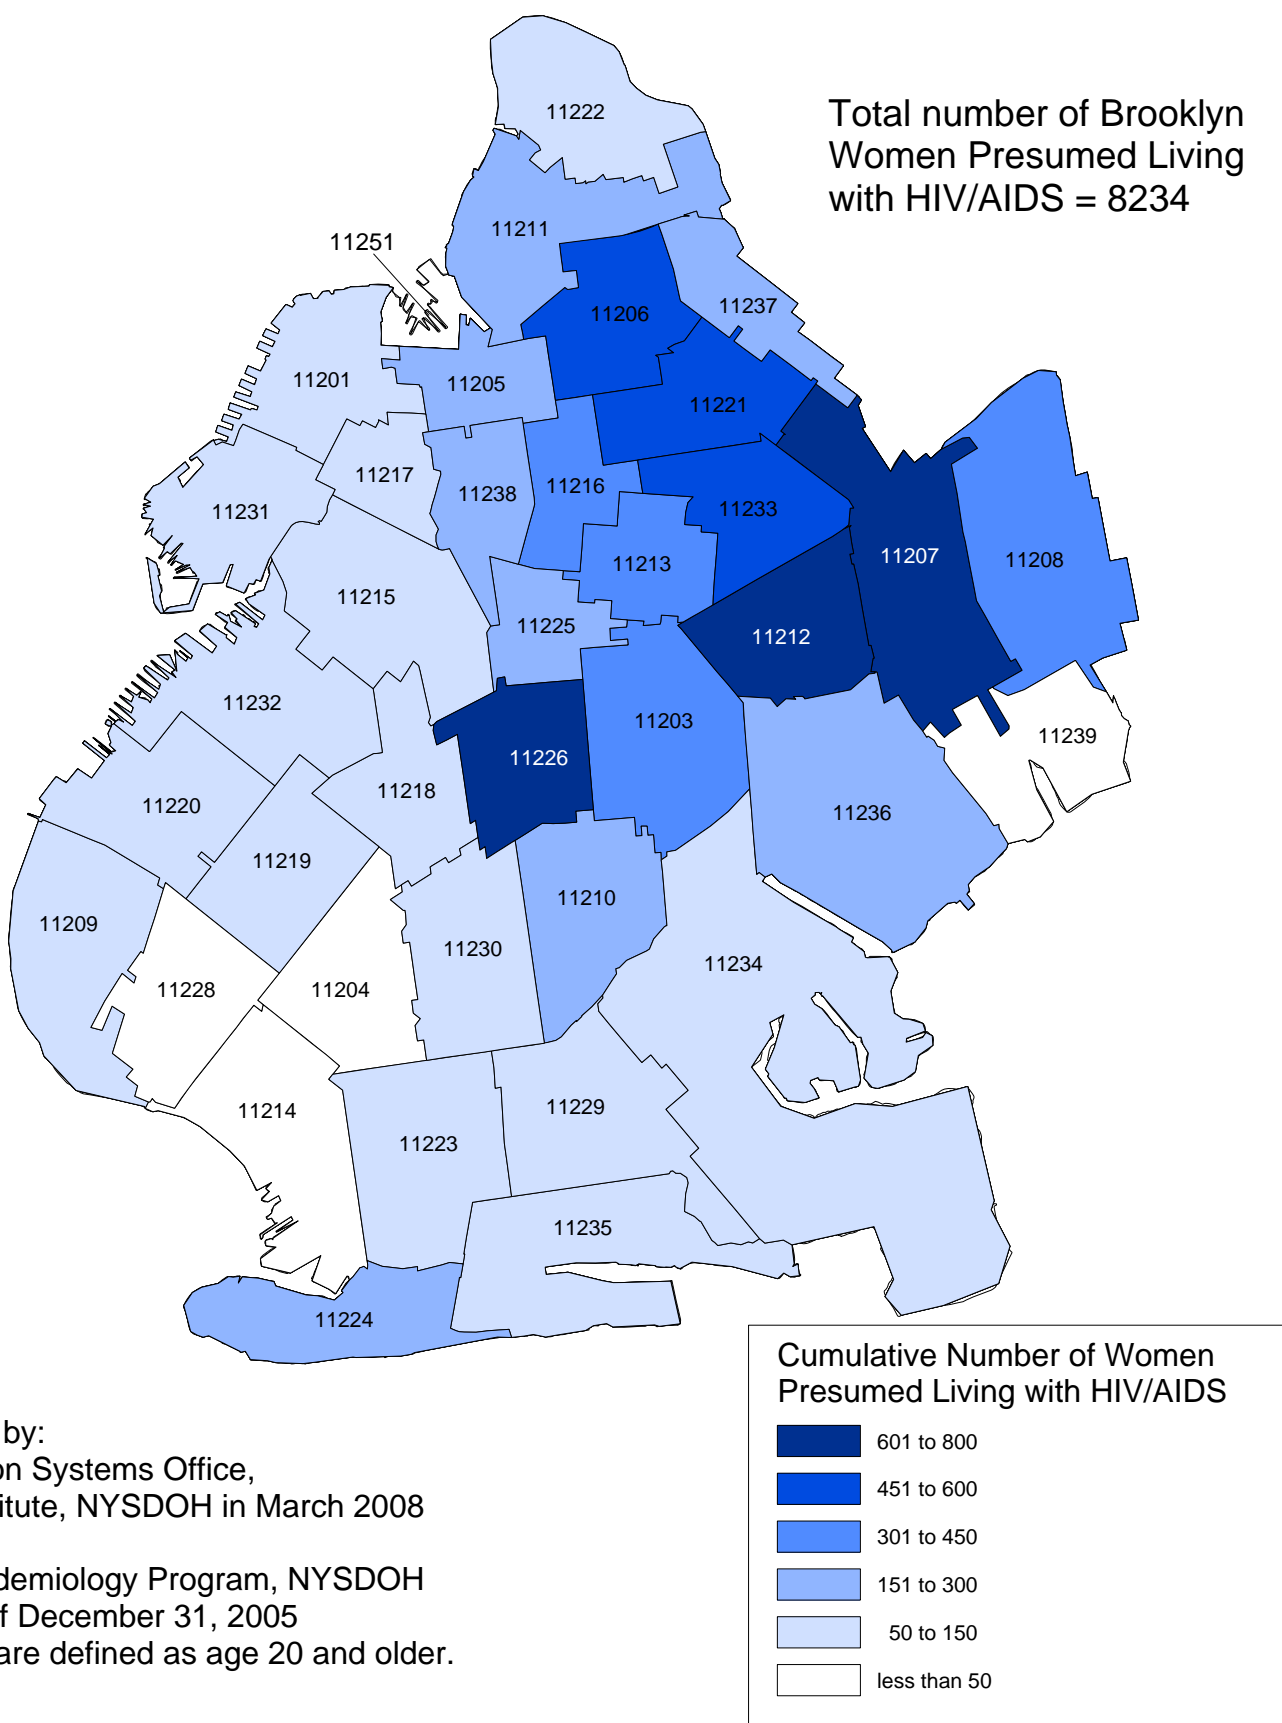 Total number of Brooklyn
Women Presumed Living
with HIV/AIDS = 8234
11222
11211
11251
11206
11237
11201
11205
11221
11217
11238
11216
11233
11231
11213
11207
11208
11215
11225
11212
11232
11203
11239
11226
11218
11220
11236
11219
11210
11209
11230
11234
11228
11204
11214
11229
11223
11235
11224
Cumulative Number of Women
Presumed Living with HIV/AIDS
601 to 800
451 to 600
301 to 450
151 to 300
50 to 150
less than 50
by:
on Systems Office,
itute, NYSDOH in March 2008
demiology Program, NYSDOH
f December 31, 2005
are defined as age 20 and older.